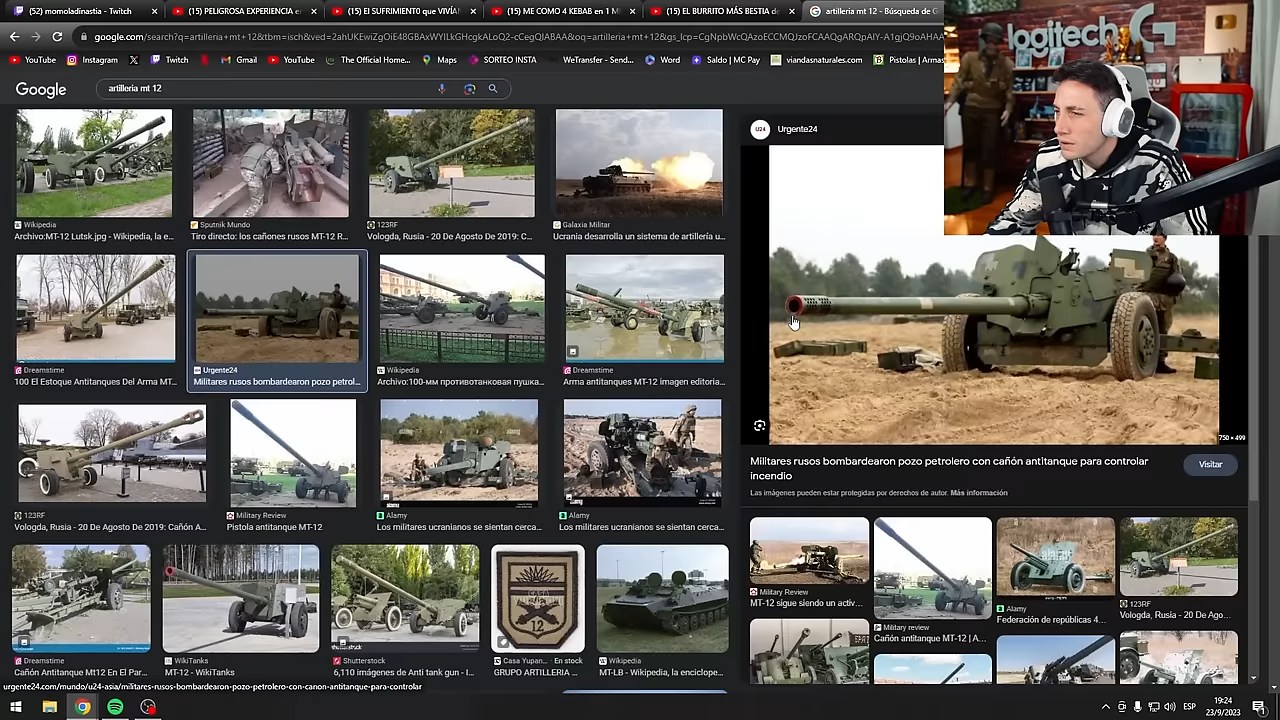 (52) momoladinastia - Twitch
(15) PELIGROSA EXPERIENCIA e
(15) El SUFRIMIENT0 que VIVÍA
(15) ME COMO 4 KEBAB en 1 M
(15) EL BURRITO MÁS BESTIA de
artilleria mt 12 - Búsqueda de G
YouTube
Instagram
Twitch
YouTube
The Official Hom
Maps
SORTEO INSTA
WeTransfer - Send...
Word
Saldo | MC Pay
viandasnaturales.com
Pistolas | Armas
Google
artilleria mt 12
logitech G
Wikipedia
Archivo:MT-12 Lutsk.jpg - Wikipedia, la e...
Sputnik Mundo
Tiro directo: los cañones rusos MT-12 R...
123RF
Vologda, Rusia - 20 De Agosto De 2019: C...
Galaxia Militar
Ucrania desarrolla un sistema de artillería u...
Dreamstime
100 El Estoque Antitanques Del Arma MT...
Urgente24
Militares rusos bombardearon pozo petrol...
Wikipedia
Archivo:100-мм противотанковая пушка...
Dreamstime
Arma antitanques MT-12 imagen editoria...
123RF
Vologda, Rusia - 20 De Agosto De 2019: Cañón A...
Military Review
Pistola antitanque MT-12
Alamy
Los militares ucranianos se sientan cerca...
Alamy
Los militares ucranianos se sientan cerca...
CASA
12
Dreamstime
Cañón Antitanque Mt12 En El Par...
WikiTanks
MT-12 - WikiTanks
Shutterstock
6,110 imágenes de Anti tank gun - I...
Casa Yupan... · En stock
GRUPO ARTILLERIA ...
Wikipedia
MT-LB - Wikipedia, la encliclope...
U24
Urgente24
750 × 499
Militares rusos bombardearon pozo petrolero con cañón antitanque para controlar
incendio
Visitar
Las imágenes pueden estar protegidas por derechos de autor. Más información
Military Review
MT-12 sigue siendo un activ...
Military review
Cañón antitanque MT-12 | A...
Alamy
Federación de repúblicas 4...
123RF
Vologda, Rusia - 20 Ago...
urgente24.com/mundo/u24-asia/militares-rusos-bombardearon-pozo-petrolero-con-canon-antitanque-para-controlar
ESP
19:24
23/9/2023